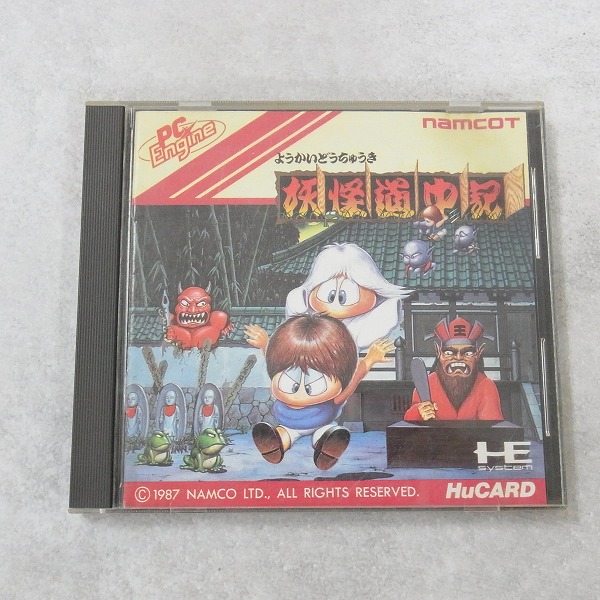 PC Engine
namcoT
ようかいどうちゅうき
妖怪道中記
王
HE
system
© 1987 NAMCO LTD., ALL RIGHTS RESERVED.
HuCARD